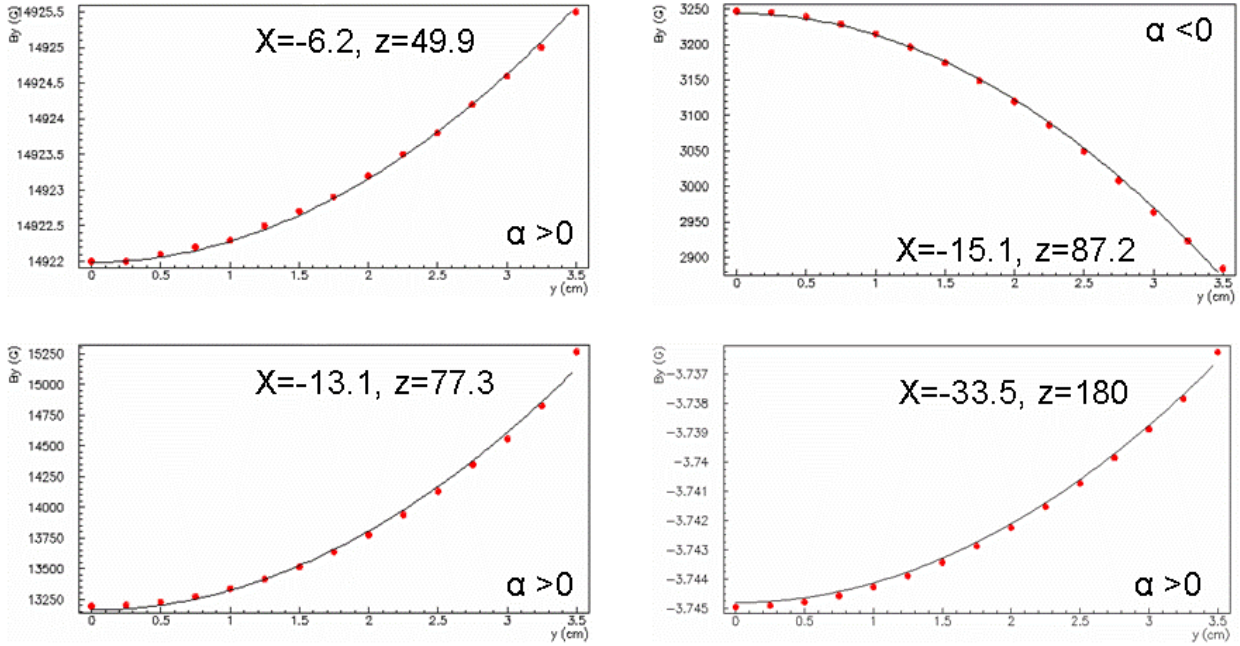 By (G)
14925.5
14925
14924.5
14924
14923.5
14923
14922.5
14922
X=-6.2, z=49.9
α >0
0 0.5 1 1.5 2 2.5 3 3.5
y (cm)
By (G)
3250
3200
3150
3100
3050
3000
2950
2900
α <0
X=-15.1, z=87.2
0 0.5 1 1.5 2 2.5 3 3.5
y (cm)
By (G)
15250
15000
14750
14500
14250
14000
13750
13500
13250
X=-13.1, z=77.3
α >0
0 0.5 1 1.5 2 2.5 3 3.5
y (cm)
By (G)
-3.737
-3.738
-3.739
-3.74
-3.741
-3.742
-3.743
-3.744
-3.745
X=-33.5, z=180
α >0
0 0.5 1 1.5 2 2.5 3 3.5
y (cm)